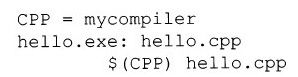 CPP = mycompiler
hello.exe: hello.cpp
$(CPP) hello.cpp